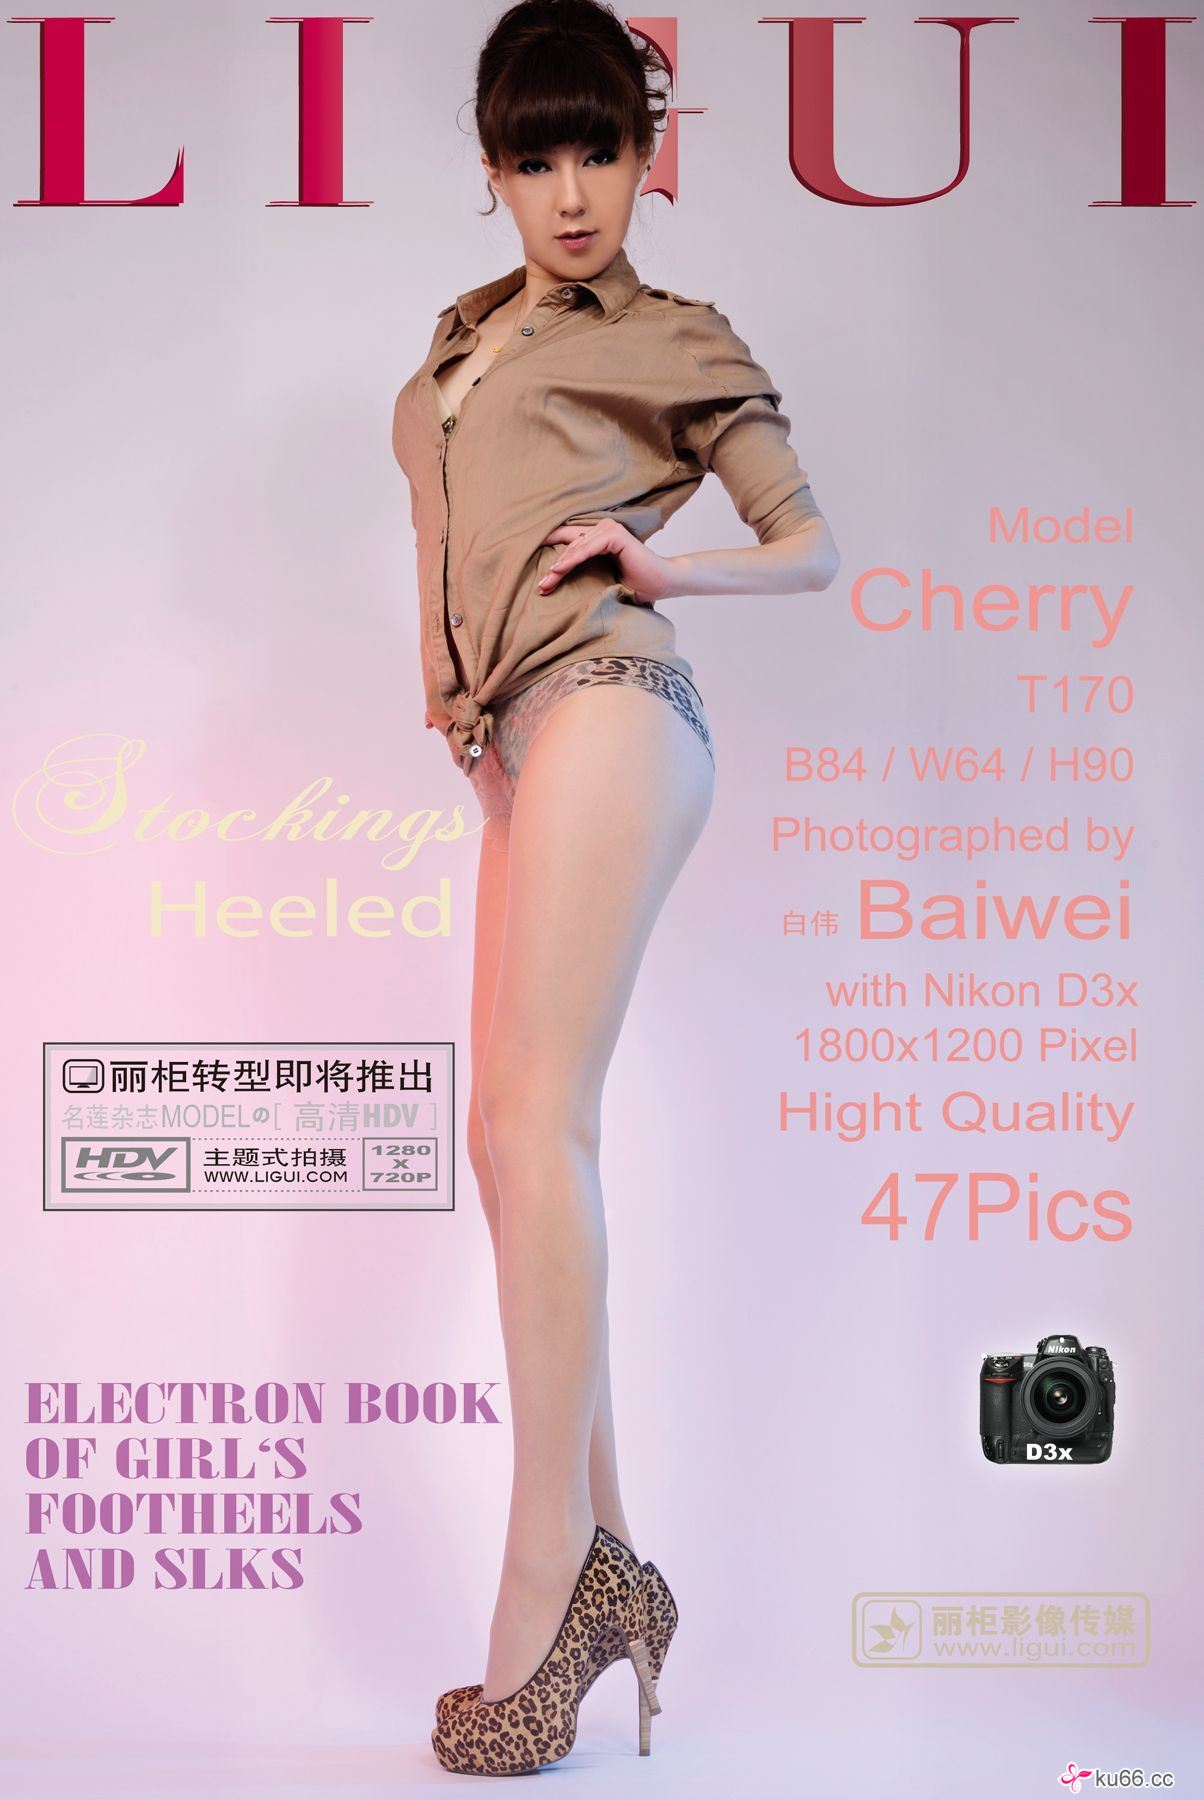 LIGUI
Model
Cherry
T170
B84 / W64 / H90
Photographed by
白伟 Baiwei
with Nikon D3x
1800x1200 Pixel
Hight Quality
47Pics
Stockings
Heeled
丽柜转型即将推出
名莲杂志MODELの[ 高清HDV ]
HDV 主题式拍摄 WWW.LIGUI.COM 1280 X 720P
ELECTRON BOOK
OF GIRL‘S
FOOTHEELS
AND SLKS
Nikon
D3x
丽柜影像传媒
www.ligui.com
ku66.cc